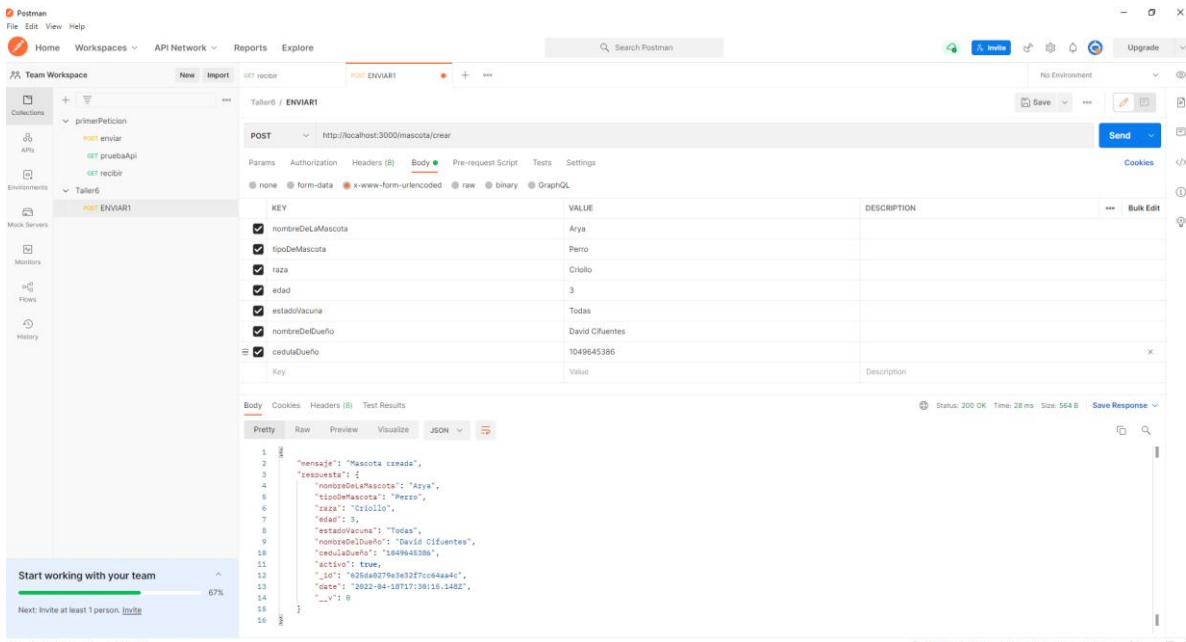 Postman
File Edit View Help
Home Workspaces API Network Reports Explore
Search Postman
Invite
Upgrade
Team Workspace
New Import
GET recibir
POST ENVIAR1
No Environment
Collections
APIs
Environments
Mock Servers
Monitors
Flows
History
primerPeticion
POST enviar
GET pruebaApi
GET recibir
Taller6
POST ENVIAR1
Taller6 / ENVIAR1
Save
POST http://localhost:3000/mascota/crear
Send
Params Authorization Headers (8) Body Pre-request Script Tests Settings
Cookies
none form-data x-www-form-urlencoded raw binary GraphQL
KEY VALUE DESCRIPTION Bulk Edit
nombreDeLaMascota Arya
tipoDeMascota Perro
raza Criollo
edad 3
estadoVacuna Todas
nombreDelDueño David Cifuentes
cedulaDueño 1049645386
Key Value Description
Body Cookies Headers (8) Test Results
Status: 200 OK Time: 28 ms Size: 564 B Save Response
Pretty Raw Preview Visualize JSON
1 {
2 "mensaje": "Mascota creada",
3 "respuesta": {
4 "nombreDeLaMascota": "Arya",
5 "tipoDeMascota": "Perro",
6 "raza": "Criollo",
7 "edad": 3,
8 "estadoVacuna": "Todas",
9 "nombreDelDueño": "David Cifuentes",
10 "cedulaDueño": "1049645386",
11 "activo": true,
12 "_id": "625da0279e3e32f7cc64aa4c",
13 "date": "2022-04-18T17:30:15.148Z",
14 "__v": 0
15 }
16 }
Start working with your team
67%
Next: Invite at least 1 person. Invite